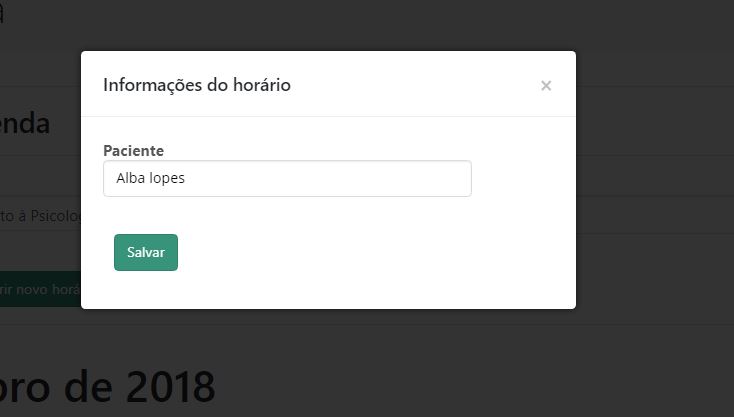 Informações do horário
×
enda
Paciente
Alba lopes
to à Psicolo
Salvar
rir novo horá
bro de 2018